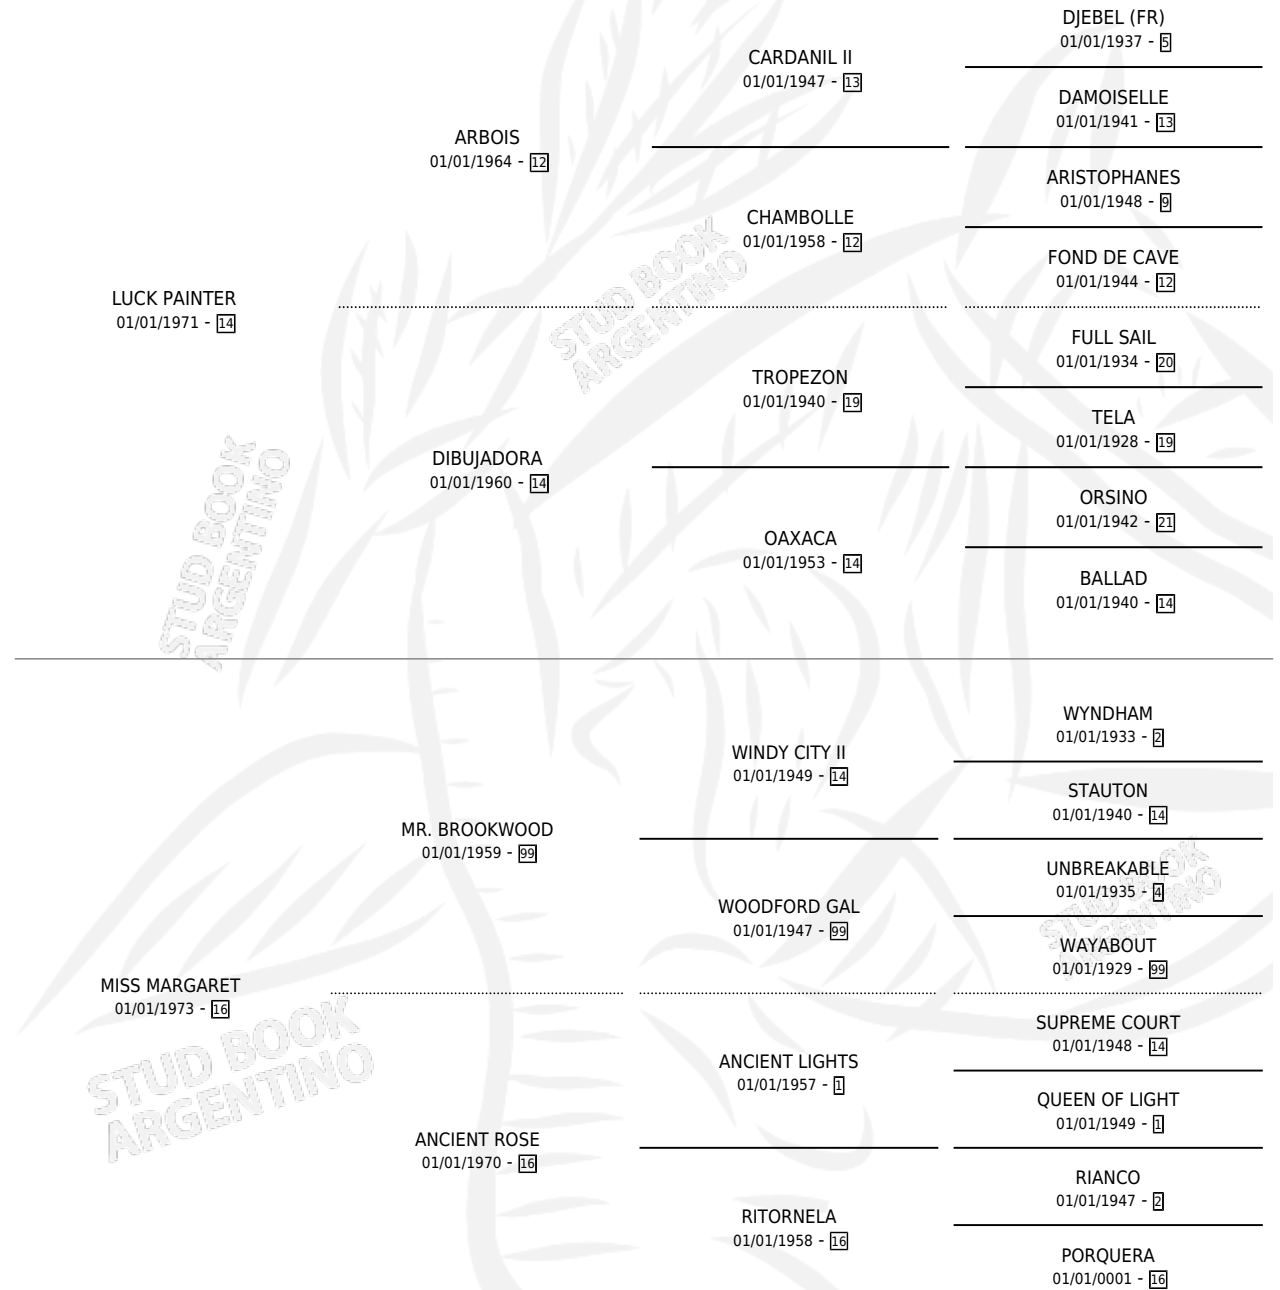 DJEBEL (FR)
01/01/1937 - 5
CARDANIL II
01/01/1947 - 13
DAMOISELLE
01/01/1941 - 13
ARBOIS
01/01/1964 - 12
ARISTOPHANES
01/01/1948 - 9
CHAMBOLLE
01/01/1958 - 12
FOND DE CAVE
01/01/1944 - 12
LUCK PAINTER
01/01/1971 - 14
STUD BOOK
ARGENTINO
FULL SAIL
01/01/1934 - 20
TROPEZON
01/01/1940 - 19
TELA
01/01/1928 - 19
DIBUJADORA
01/01/1960 - 14
ORSINO
01/01/1942 - 21
OAXACA
01/01/1953 - 14
BALLAD
01/01/1940 - 14
STUD BOOK
ARGENTINO
WYNDHAM
01/01/1933 - 2
WINDY CITY II
01/01/1949 - 14
STAUTON
01/01/1940 - 14
MR. BROOKWOOD
01/01/1959 - 99
UNBREAKABLE
01/01/1935 - 4
WOODFORD GAL
01/01/1947 - 99
WAYABOUT
01/01/1929 - 99
STUD BOOK
ARGENTINO
MISS MARGARET
01/01/1973 - 16
SUPREME COURT
01/01/1948 - 14
ANCIENT LIGHTS
01/01/1957 - 1
QUEEN OF LIGHT
01/01/1949 - 1
STUD BOOK
ARGENTINO
ANCIENT ROSE
01/01/1970 - 16
RIANCO
01/01/1947 - 2
RITORNELA
01/01/1958 - 16
PORQUERA
01/01/0001 - 16